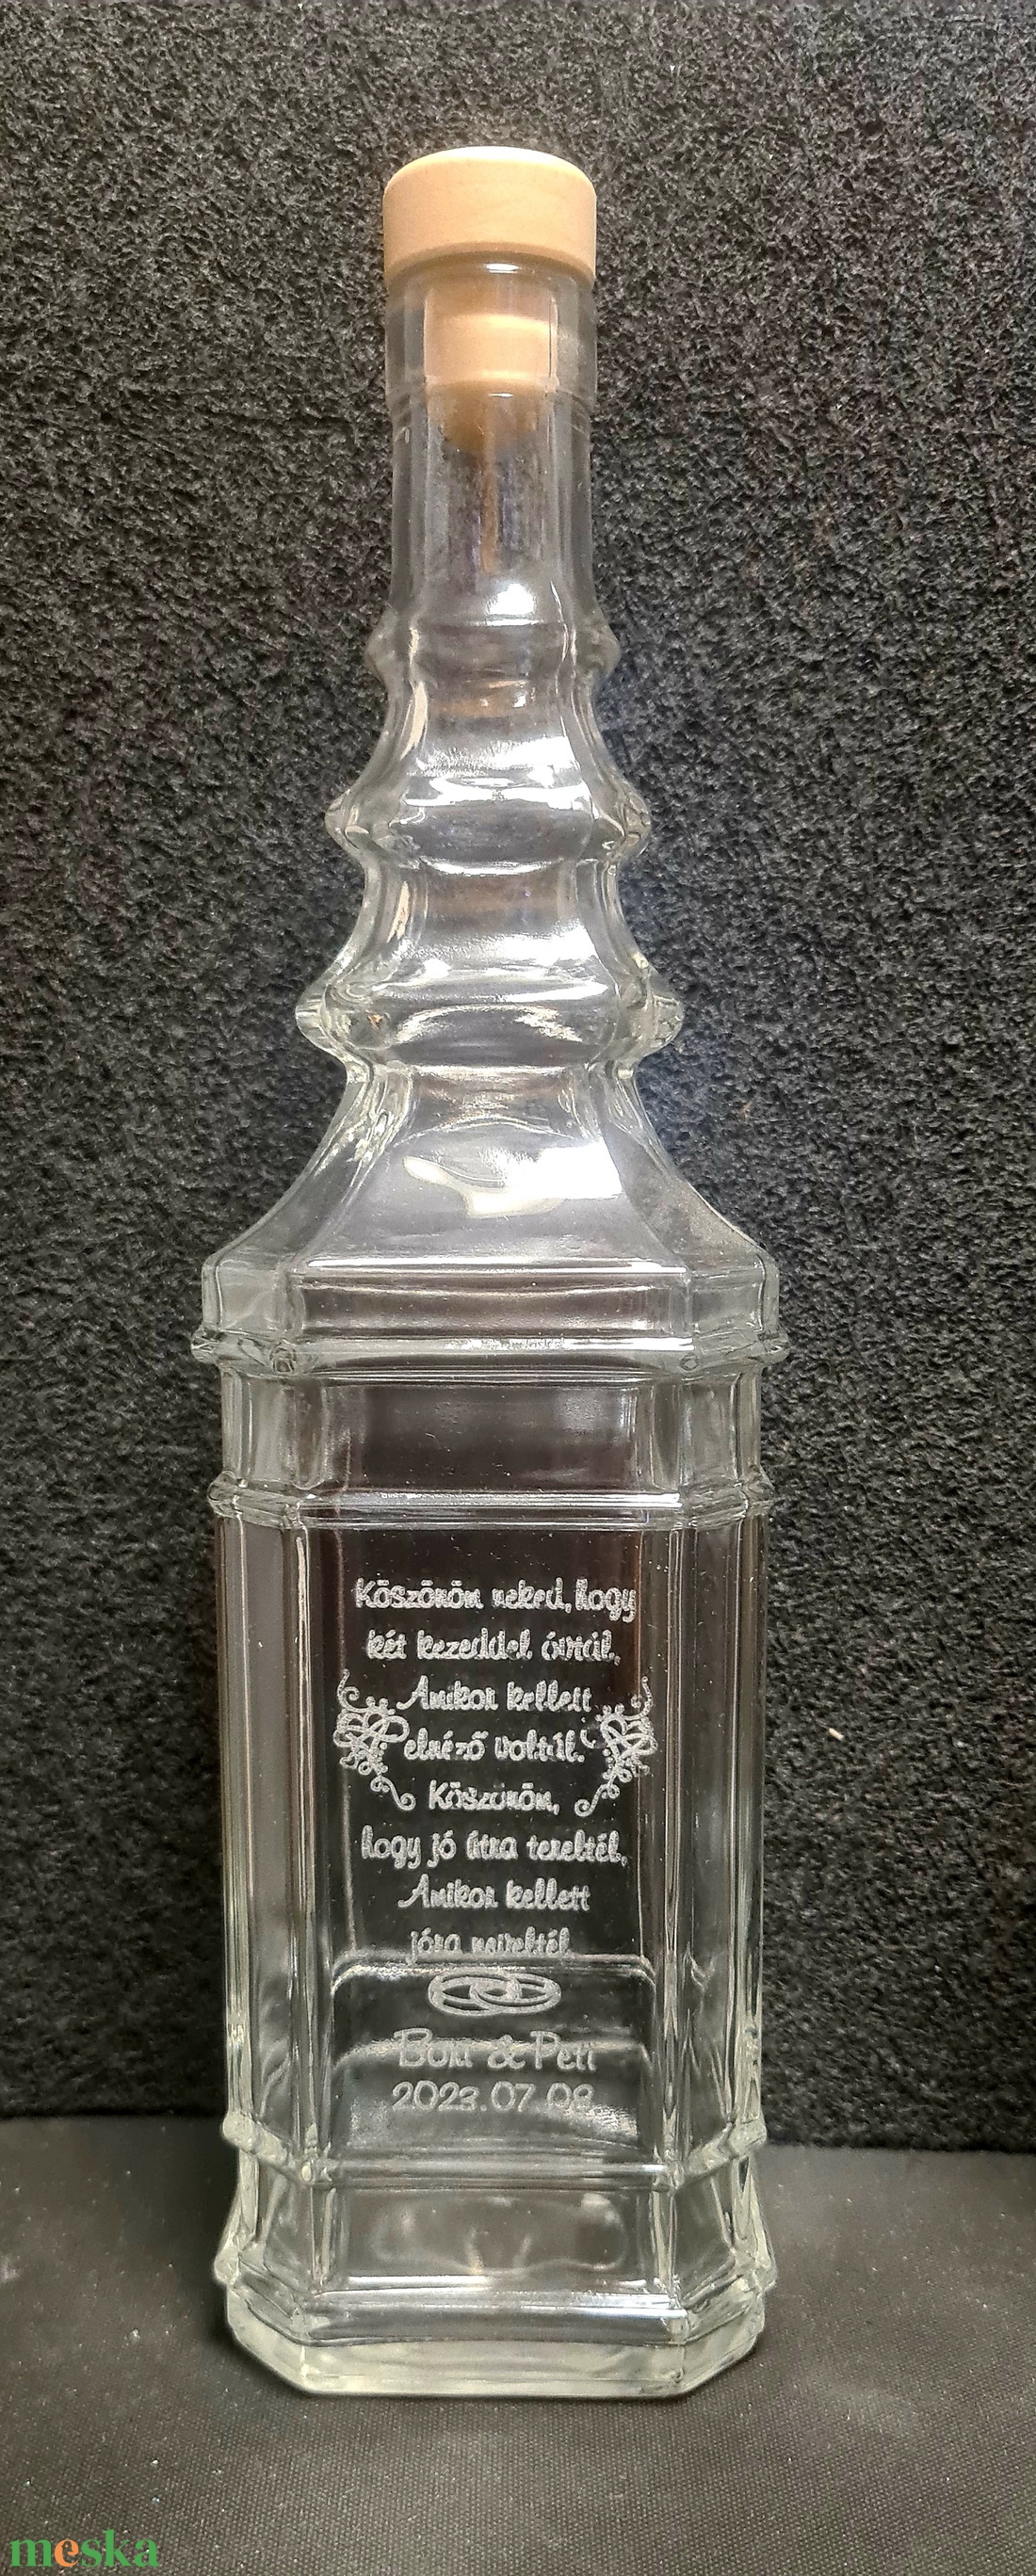 Köszönöm neked, hogy
két kezeddel óvtál,
Amikor kellett
elnéző voltál.
Köszönöm,
hogy jó útra tereltél,
Amikor kellett
jóra neveltél
& Peti
2023.07.08.
meska